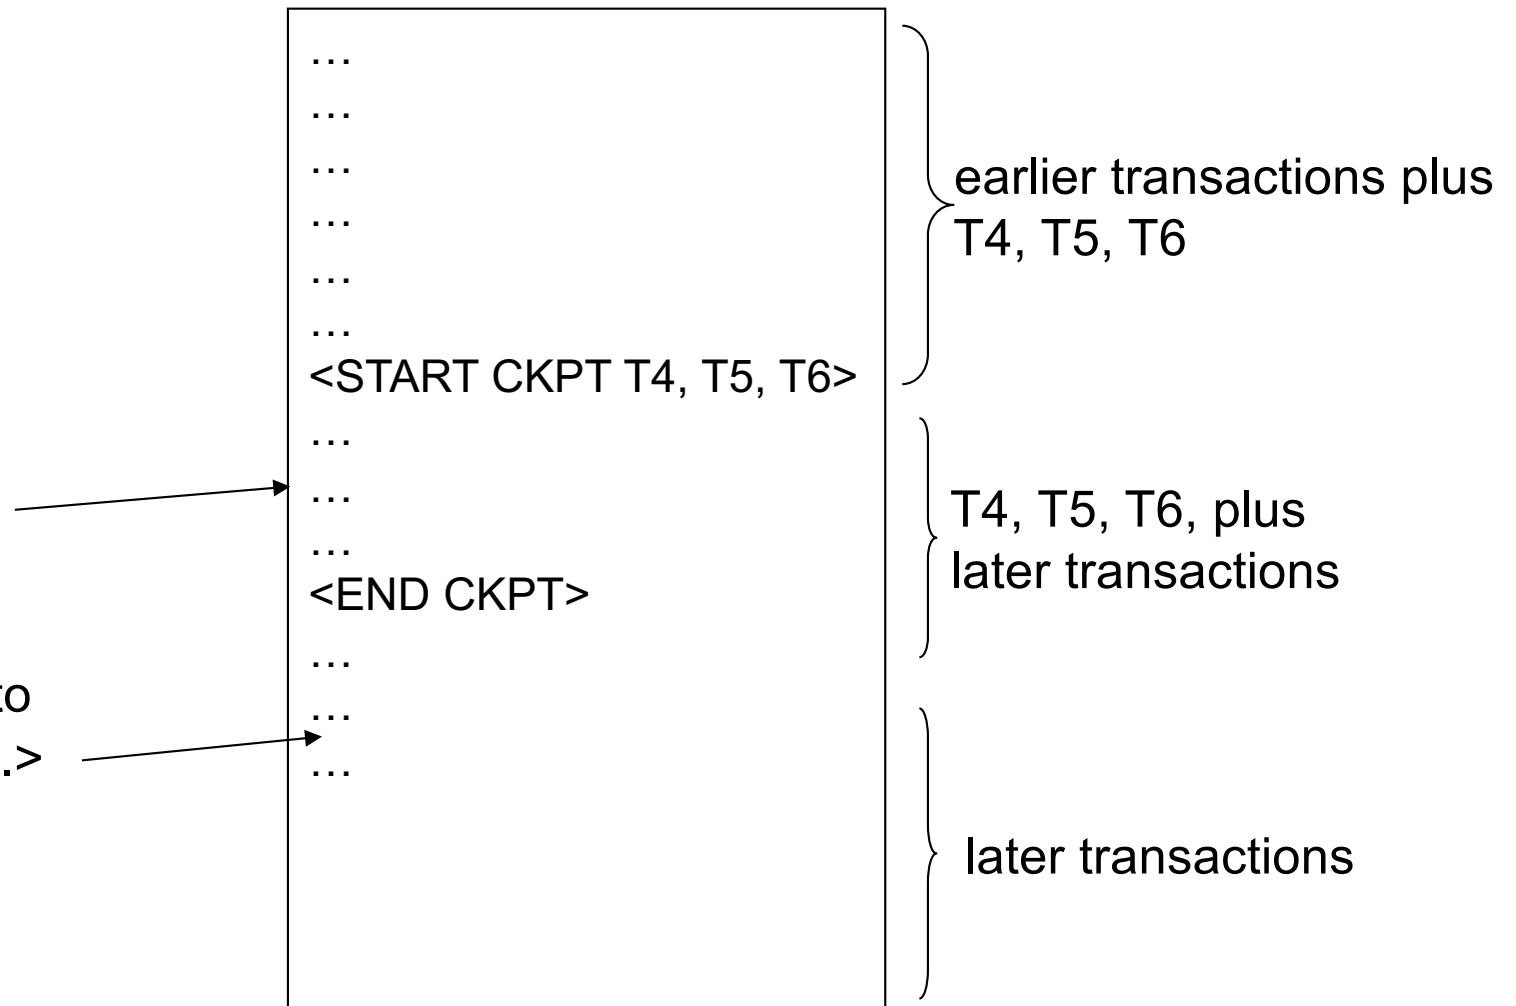 …
…
…
…
…
…
<START CKPT T4, T5, T6>
…
…
…
<END CKPT>
…
…
…
to
..>
earlier transactions plus
T4, T5, T6
T4, T5, T6, plus
later transactions
later transactions